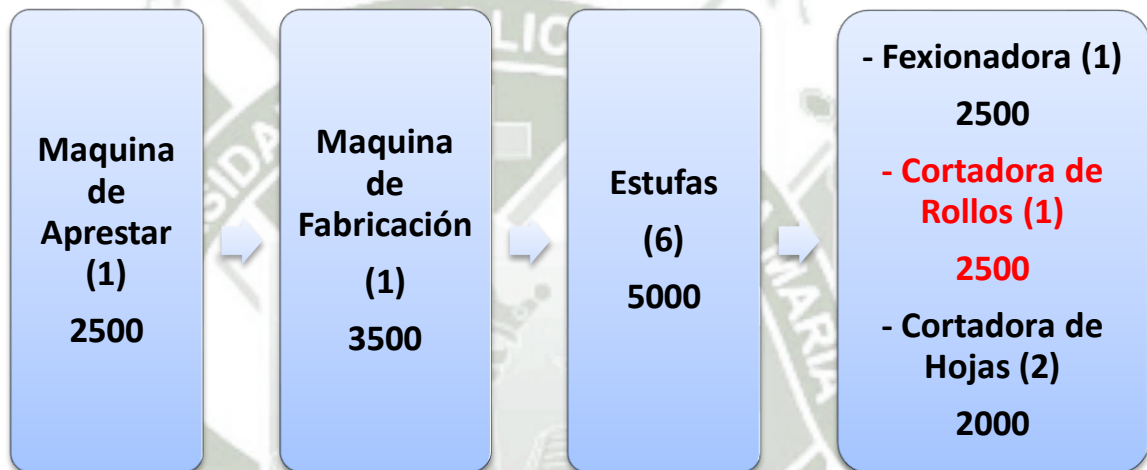 Maquina
de
Aprestar
(1)
2500
Maquina
de
Fabricación
(1)
3500
Estufas
(6)
5000
- Fexionadora (1)
2500
- Cortadora de
Rollos (1)
2500
- Cortadora de
Hojas (2)
2000